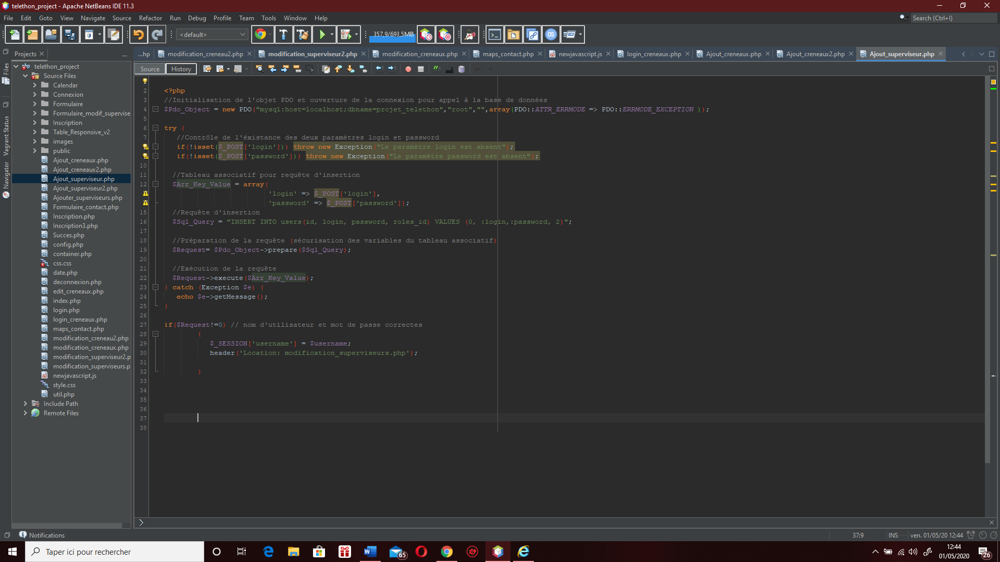 telethon_project - Apache NetBeans IDE 11.3
File Edit Goto View Navigate Source Refactor Run Debug Profile Team Tools Window Help
Search (Ctrl+I)
<default>
357,9/693,5MB
Projects
...hp
modification_creneau2.php
modification_superviseur2.php
modification_creneaux.php
maps_contact.php
newjavascript.js
login_creneaux.php
Ajout_creneaux.php
Ajout_creneaux2.php
Ajout_superviseur.php
Source History
Files
Vagrant Status
Navigator
telethon_project
Source Files
Calendar
Connexion
Formulaire
Formulaire_modif_supervise
Inscription
Table_Responsive_v2
images
public
Ajout_creneaux.php
Ajout_creneaux2.php
Ajout_superviseur.php
Ajout_superviseur2.php
Ajouter_superviseurs.php
Formulaire_contact.php
Inscription.php
Inscription3.php
Succes.php
config.php
container.php
css.css
date.php
deconnexion.php
edit_creneaux.php
index.php
login.php
login_creneaux.php
maps_contact.php
modification_creneau2.php
modification_creneaux.php
modification_superviseur2.p
modification_superviseurs.p
newjavascript.js
style.css
util.php
Include Path
Remote Files
2 <?php
3 //Initialisation de l'objet PDO et ouverture de la connexion pour appel à la base de données
4 $Pdo_Object = new PDO("mysql:host=localhost;dbname=projet_telethon","root","",array(PDO::ATTR_ERRMODE => PDO::ERRMODE_EXCEPTION ));
5
6 try {
7 //Contrôle de l'éxistance des deux paramètres login et password
if(!isset($_POST['login'])) throw new Exception("Le paramètre login est absent");
if(!isset($_POST['password'])) throw new Exception("Le paramètre password est absent");
10
11 //Tableau associatif pour requête d'insertion
12 $Arr_Key_Value = array(
'login' => $_POST['login'],
'password' => $_POST['password']);
15 //Requête d'insertion
16 $Sql_Query = "INSERT INTO users(id, login, password, roles_id) VALUES (0, :login,:password, 2)";
17
18 //Préparation de la requête (sécurisation des variables du tableau associatif)
19 $Request= $Pdo_Object->prepare($Sql_Query);
20
21 //Exécution de la requête
22 $Request->execute($Arr_Key_Value);
23 } catch (Exception $e) {
24 echo $e->getMessage();
25 }
26
27 if($Request!=0) // nom d'utilisateur et mot de passe correctes
28 {
29 $_SESSION['username'] = $username;
30 header('Location: modification_superviseurs.php');
31
32 }
33
34
35
36
37
38
Notifications
37:9 INS ven. 01/05/20 12:44
Taper ici pour rechercher
65
12:44
01/05/2020
26